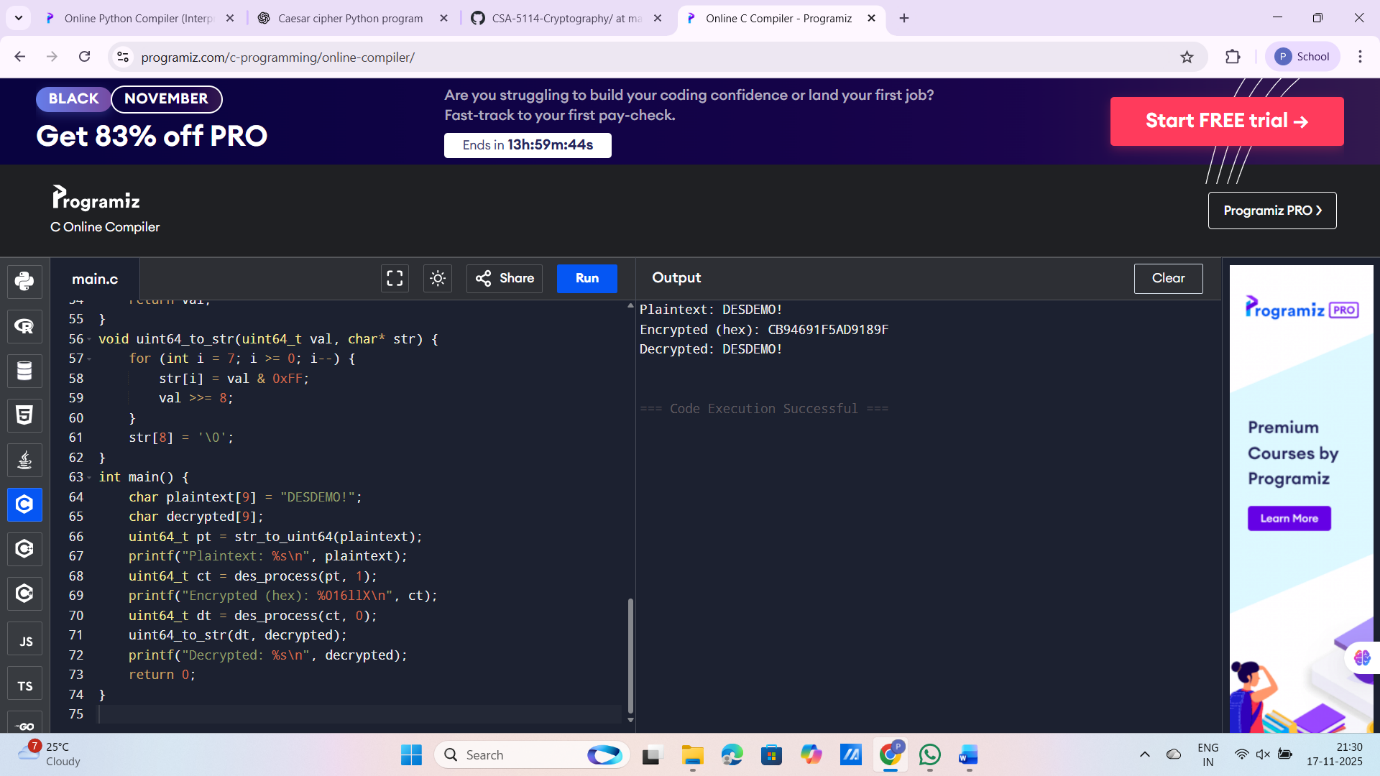 Online Python Compiler (Interp
Caesar cipher Python program
CSA-5114-Cryptography/ at ma
Online C Compiler - Programiz
programiz.com/c-programming/online-compiler/
P School
BLACK NOVEMBER
Get 83% off PRO
Are you struggling to build your coding confidence or land your first job?
Fast-track to your first pay-check.
Ends in 13h:59m:44s
Start FREE trial →
Programiz
C Online Compiler
Programiz PRO ❯
main.c
Share
Run
Output
Clear
54 return val;
55 }
56 void uint64_to_str(uint64_t val, char* str) {
57 for (int i = 7; i >= 0; i--) {
58 str[i] = val & 0xFF;
59 val >>= 8;
60 }
61 str[8] = '\0';
62 }
63 int main() {
64 char plaintext[9] = "DESDEMO!";
65 char decrypted[9];
66 uint64_t pt = str_to_uint64(plaintext);
67 printf("Plaintext: %s\n", plaintext);
68 uint64_t ct = des_process(pt, 1);
69 printf("Encrypted (hex): %016llX\n", ct);
70 uint64_t dt = des_process(ct, 0);
71 uint64_to_str(dt, decrypted);
72 printf("Decrypted: %s\n", decrypted);
73 return 0;
74 }
75
Plaintext: DESDEMO!
Encrypted (hex): CB94691F5AD9189F
Decrypted: DESDEMO!
=== Code Execution Successful ===
Programiz PRO
Premium
Courses by
Programiz
Learn More
JS
TS
GO
7
25°C
Cloudy
Search
ENG
IN
21:30
17-11-2025